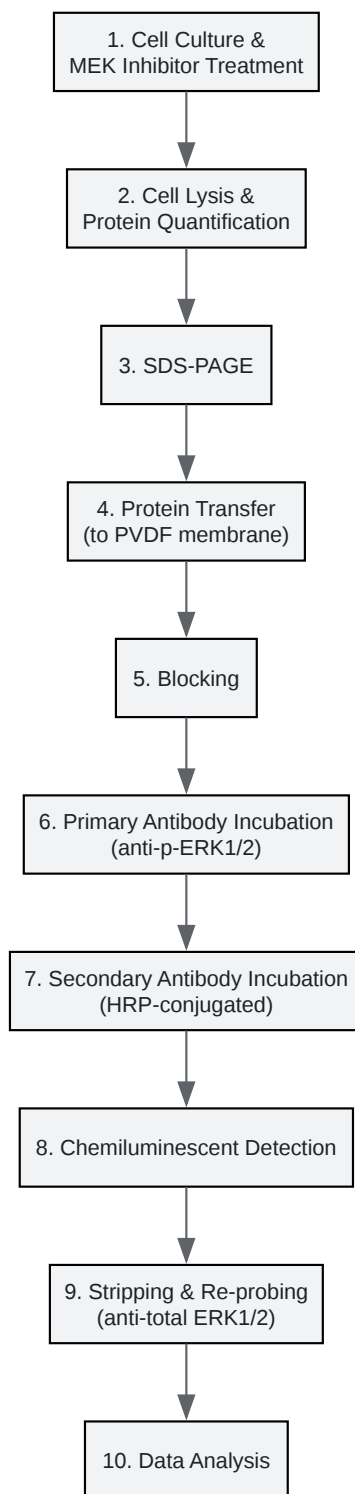 1. Cell Culture &
MEK Inhibitor Treatment
2. Cell Lysis &
Protein Quantification
3. SDS-PAGE
4. Protein Transfer
(to PVDF membrane)
5. Blocking
6. Primary Antibody Incubation
(anti-p-ERK1/2)
7. Secondary Antibody Incubation
(HRP-conjugated)
8. Chemiluminescent Detection
9. Stripping & Re-probing
(anti-total ERK1/2)
10. Data Analysis